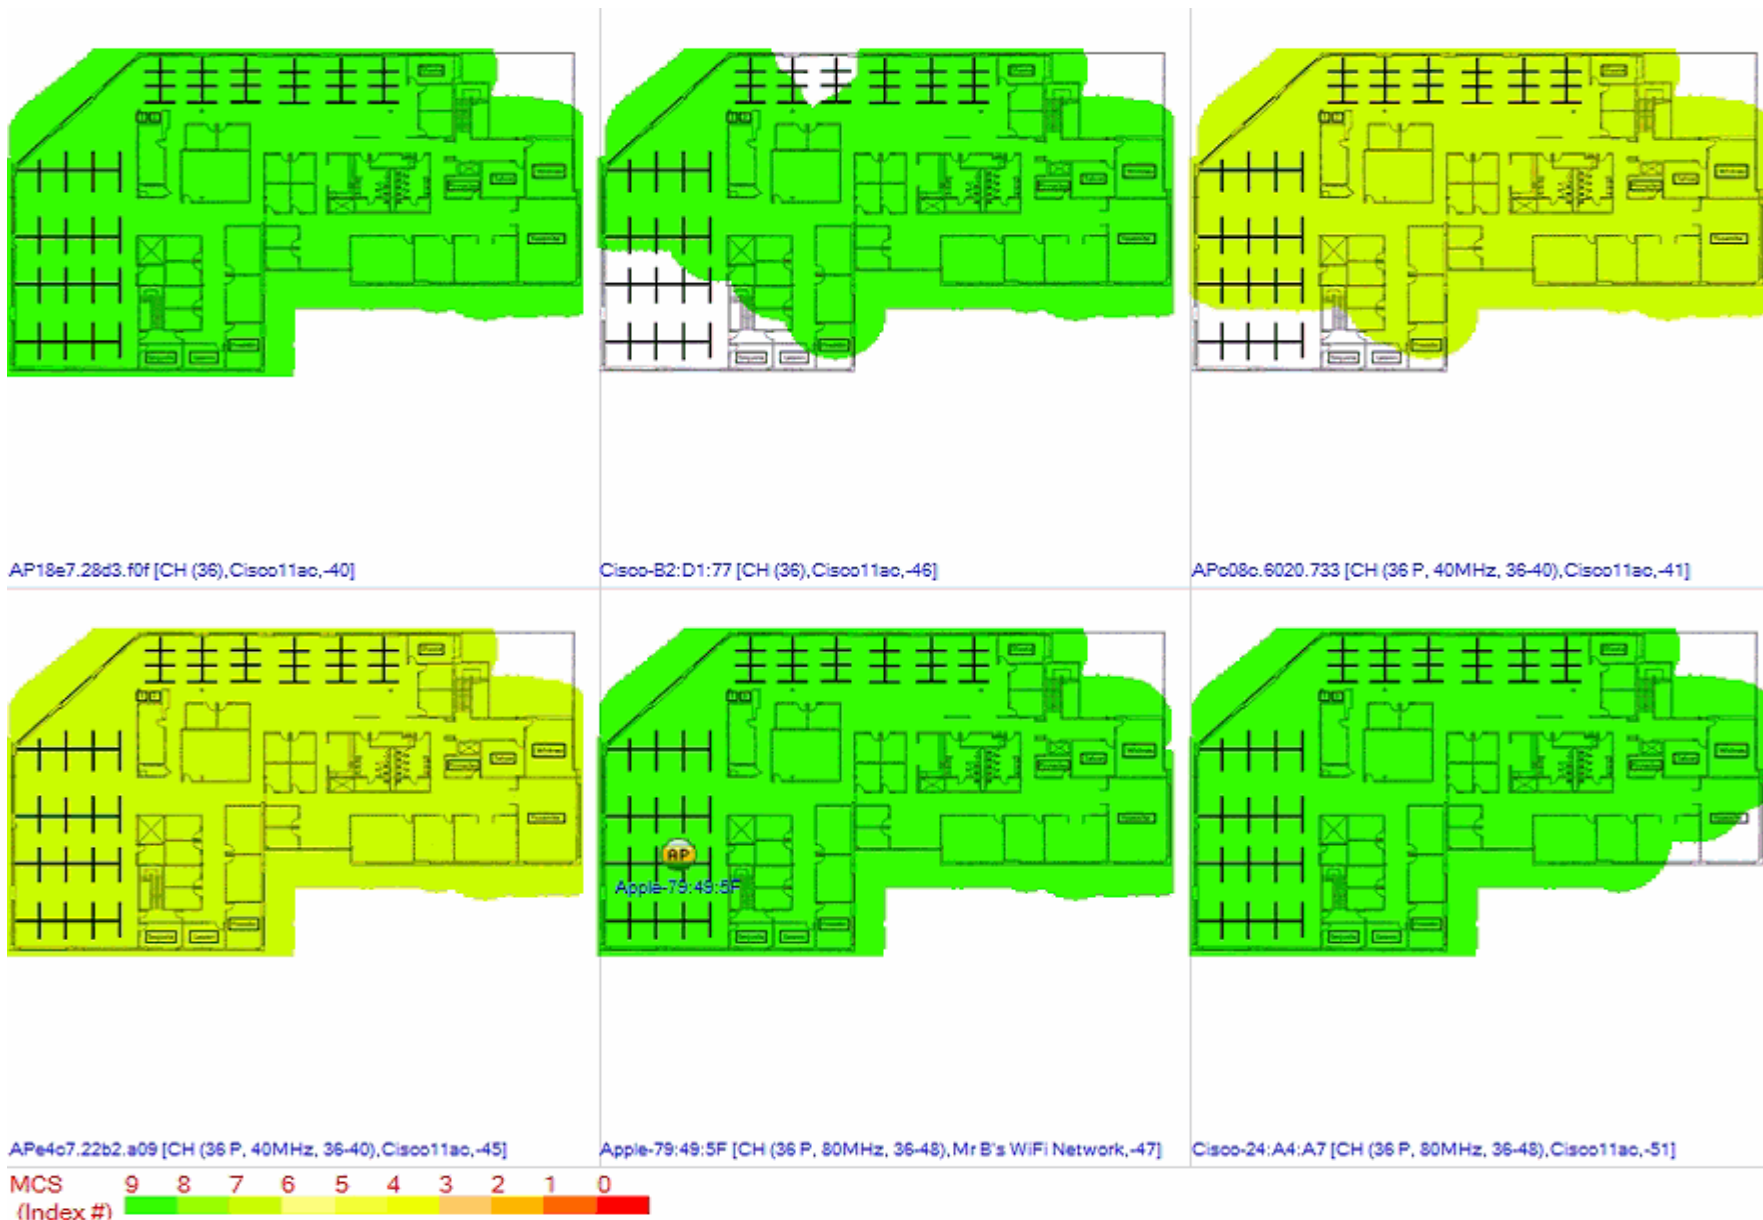 AP18e7.28d3.f0f [CH (36),Cisco11ac,-40]
Cisco-B2:D1:77 [CH (36),Cisco11ac,-46]
APc08c.6020.733 [CH (36 P, 40MHz, 36-40),Cisco11ac,-41]
AP
Apple-79:49:5F
APe4c7.22b2.a09 [CH (36 P, 40MHz, 36-40),Cisco11ac,-45]
Apple-79:49:5F [CH (36 P, 80MHz, 36-48),Mr B's WiFi Network,-47]
Cisco-24:A4:A7 [CH (36 P, 80MHz, 36-48),Cisco11ac,-51]
MCS 9 8 7 6 5 4 3 2 1 0
(Index #)